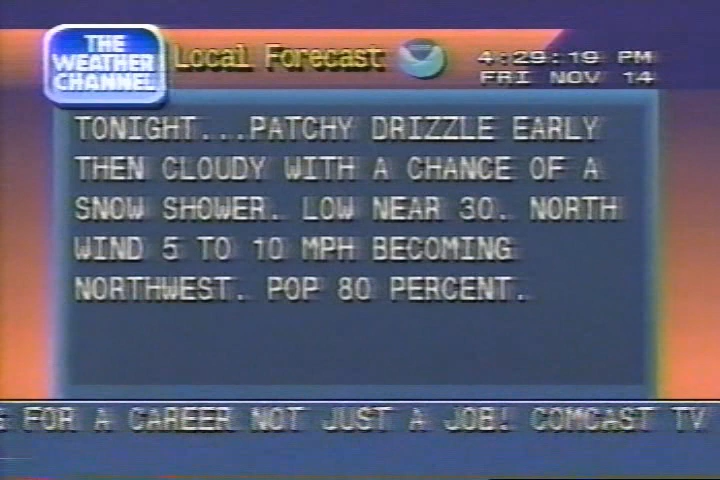 THE
WEATHER
CHANNEL
Local Forecast
4:29:19 PM
FRI NOV 14
TONIGHT...PATCHY DRIZZLE EARLY
THEN CLOUDY WITH A CHANCE OF A
SNOW SHOWER. LOW NEAR 30. NORTH
WIND 5 TO 10 MPH BECOMING
NORTHWEST. POP 80 PERCENT.
FOR A CAREER NOT JUST A JOB! COMCAST TV